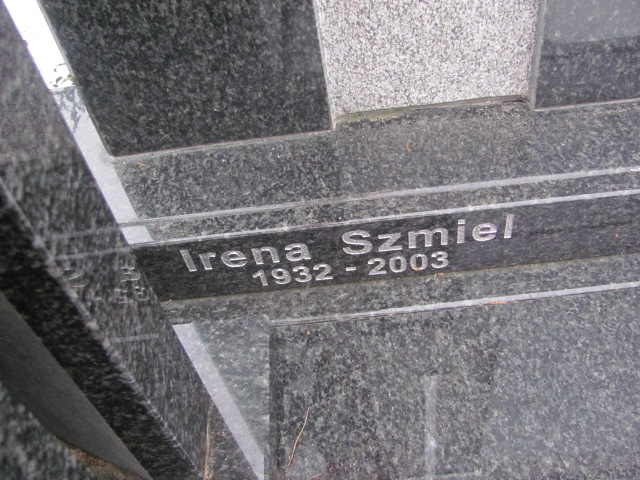 Irena Szmiel
1932 - 2003